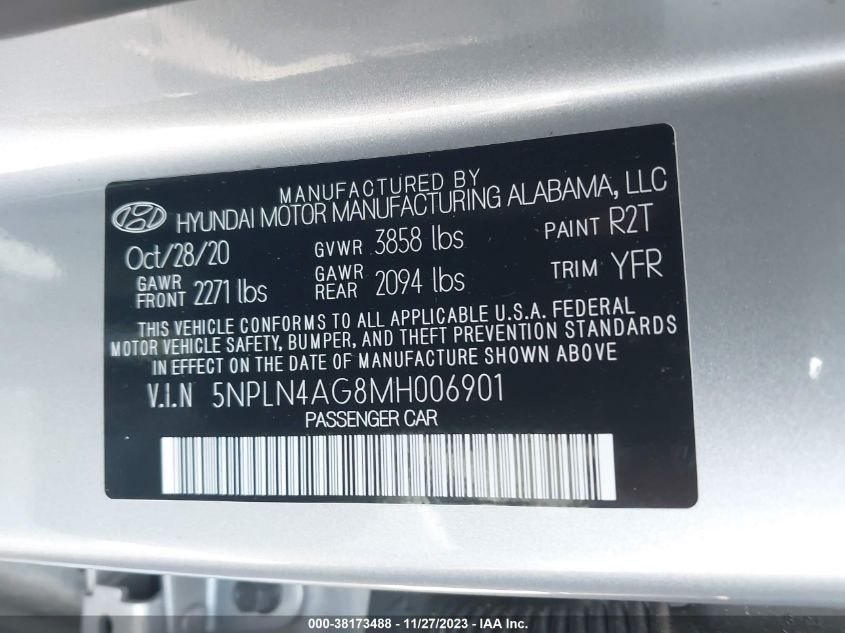 MANUFACTURED BY
HYUNDAI MOTOR MANUFACTURING ALABAMA, LLC
Oct/28/20 GVWR 3858 lbs PAINT R2T
GAWR FRONT 2271 lbs GAWR REAR 2094 lbs TRIM YFR
THIS VEHICLE CONFORMS TO ALL APPLICABLE U.S.A. FEDERAL
MOTOR VEHICLE SAFETY, BUMPER, AND THEFT PREVENTION STANDARDS
IN EFFECT ON THE DATE OF MANUFACTURE SHOWN ABOVE
V.I.N 5NPLN4AG8MH006901
PASSENGER CAR
000-38173488 - 11/27/2023 - IAA Inc.